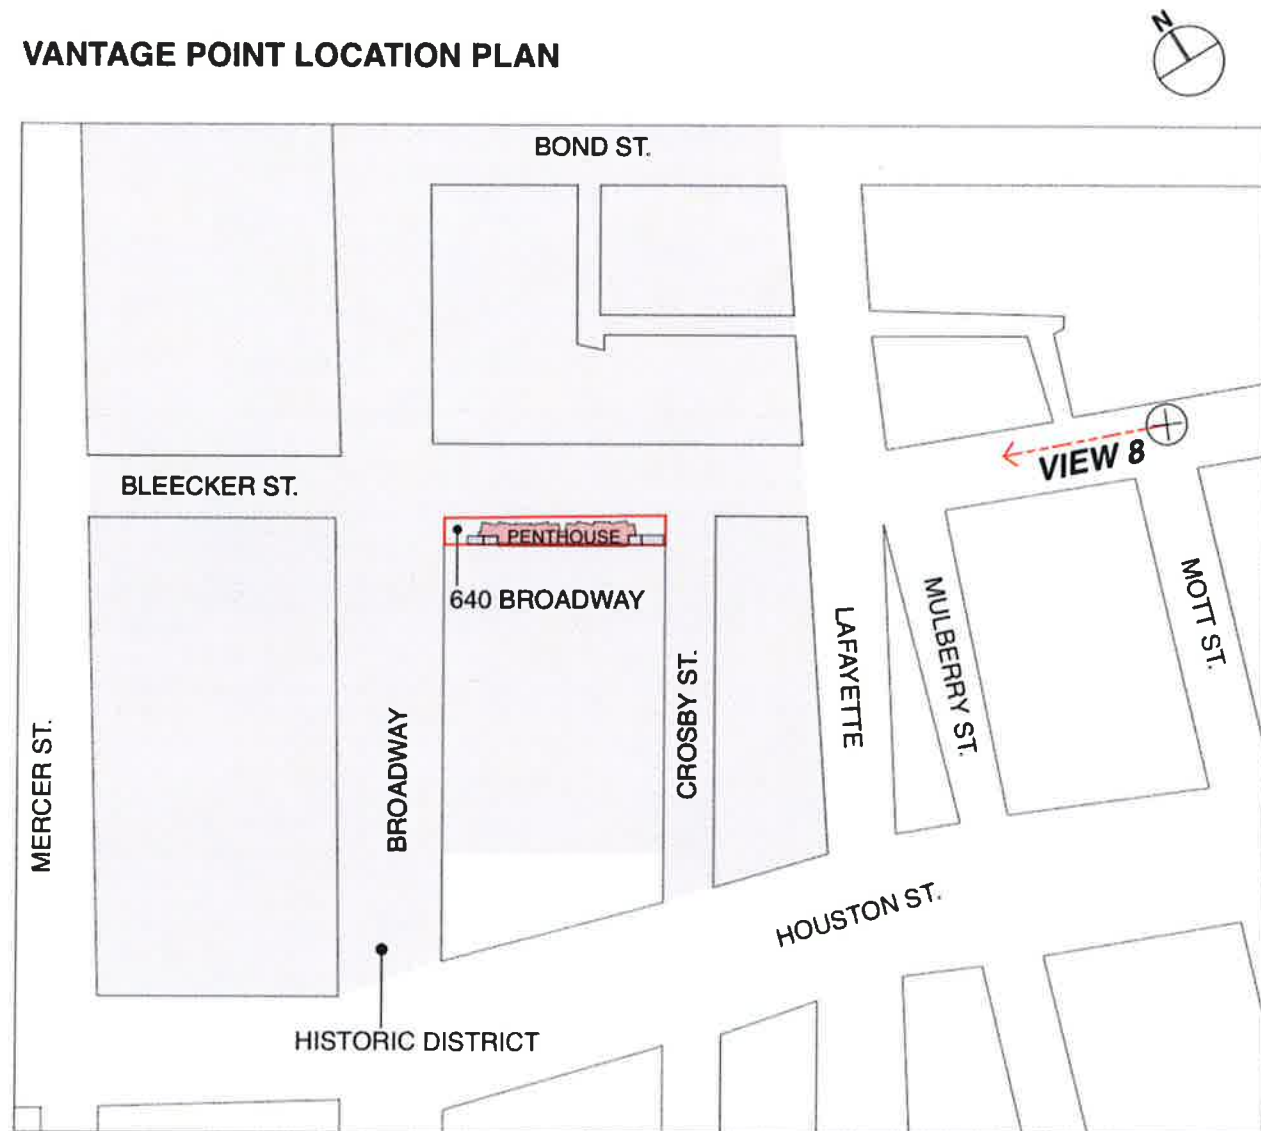 VANTAGE POINT LOCATION PLAN
N
BOND ST.
VIEW 8
BLEECKER ST.
PENTHOUSE
640 BROADWAY
MOTT ST.
MULBERRY ST.
LAFAYETTE
CROSBY ST.
BROADWAY
MERCER ST.
HOUSTON ST.
HISTORIC DISTRICT